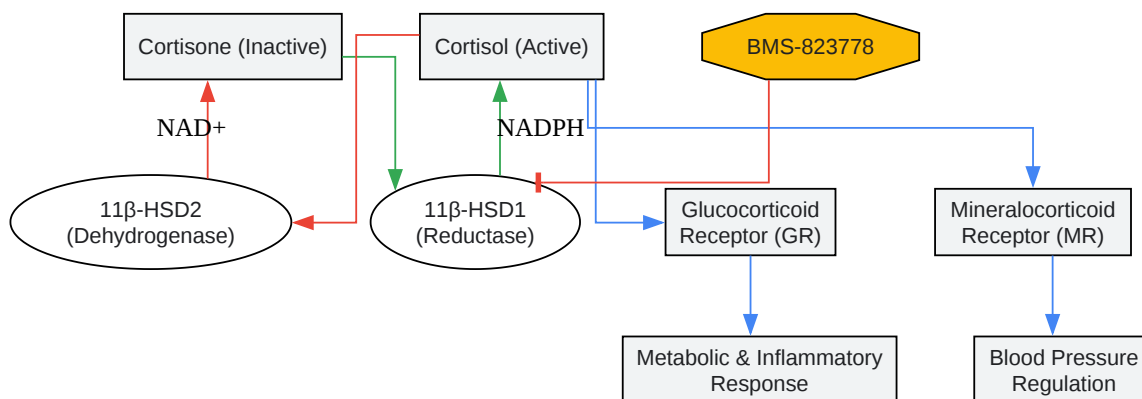 Cortisone (Inactive)
Cortisol (Active)
BMS-823778
NAD+
NADPH
11β-HSD2
(Dehydrogenase)
11β-HSD1
(Reductase)
Glucocorticoid
Receptor (GR)
Mineralocorticoid
Receptor (MR)
Metabolic & Inflammatory
Response
Blood Pressure
Regulation